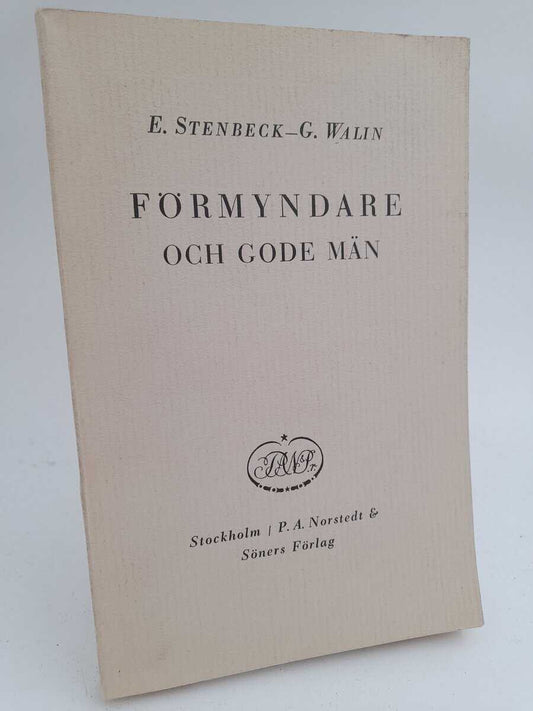 E. STENBECK–G. WALIN
FÖRMYNDARE
OCH GODE MÄN
Stockholm | P. A. Norstedt &
Söners Förlag